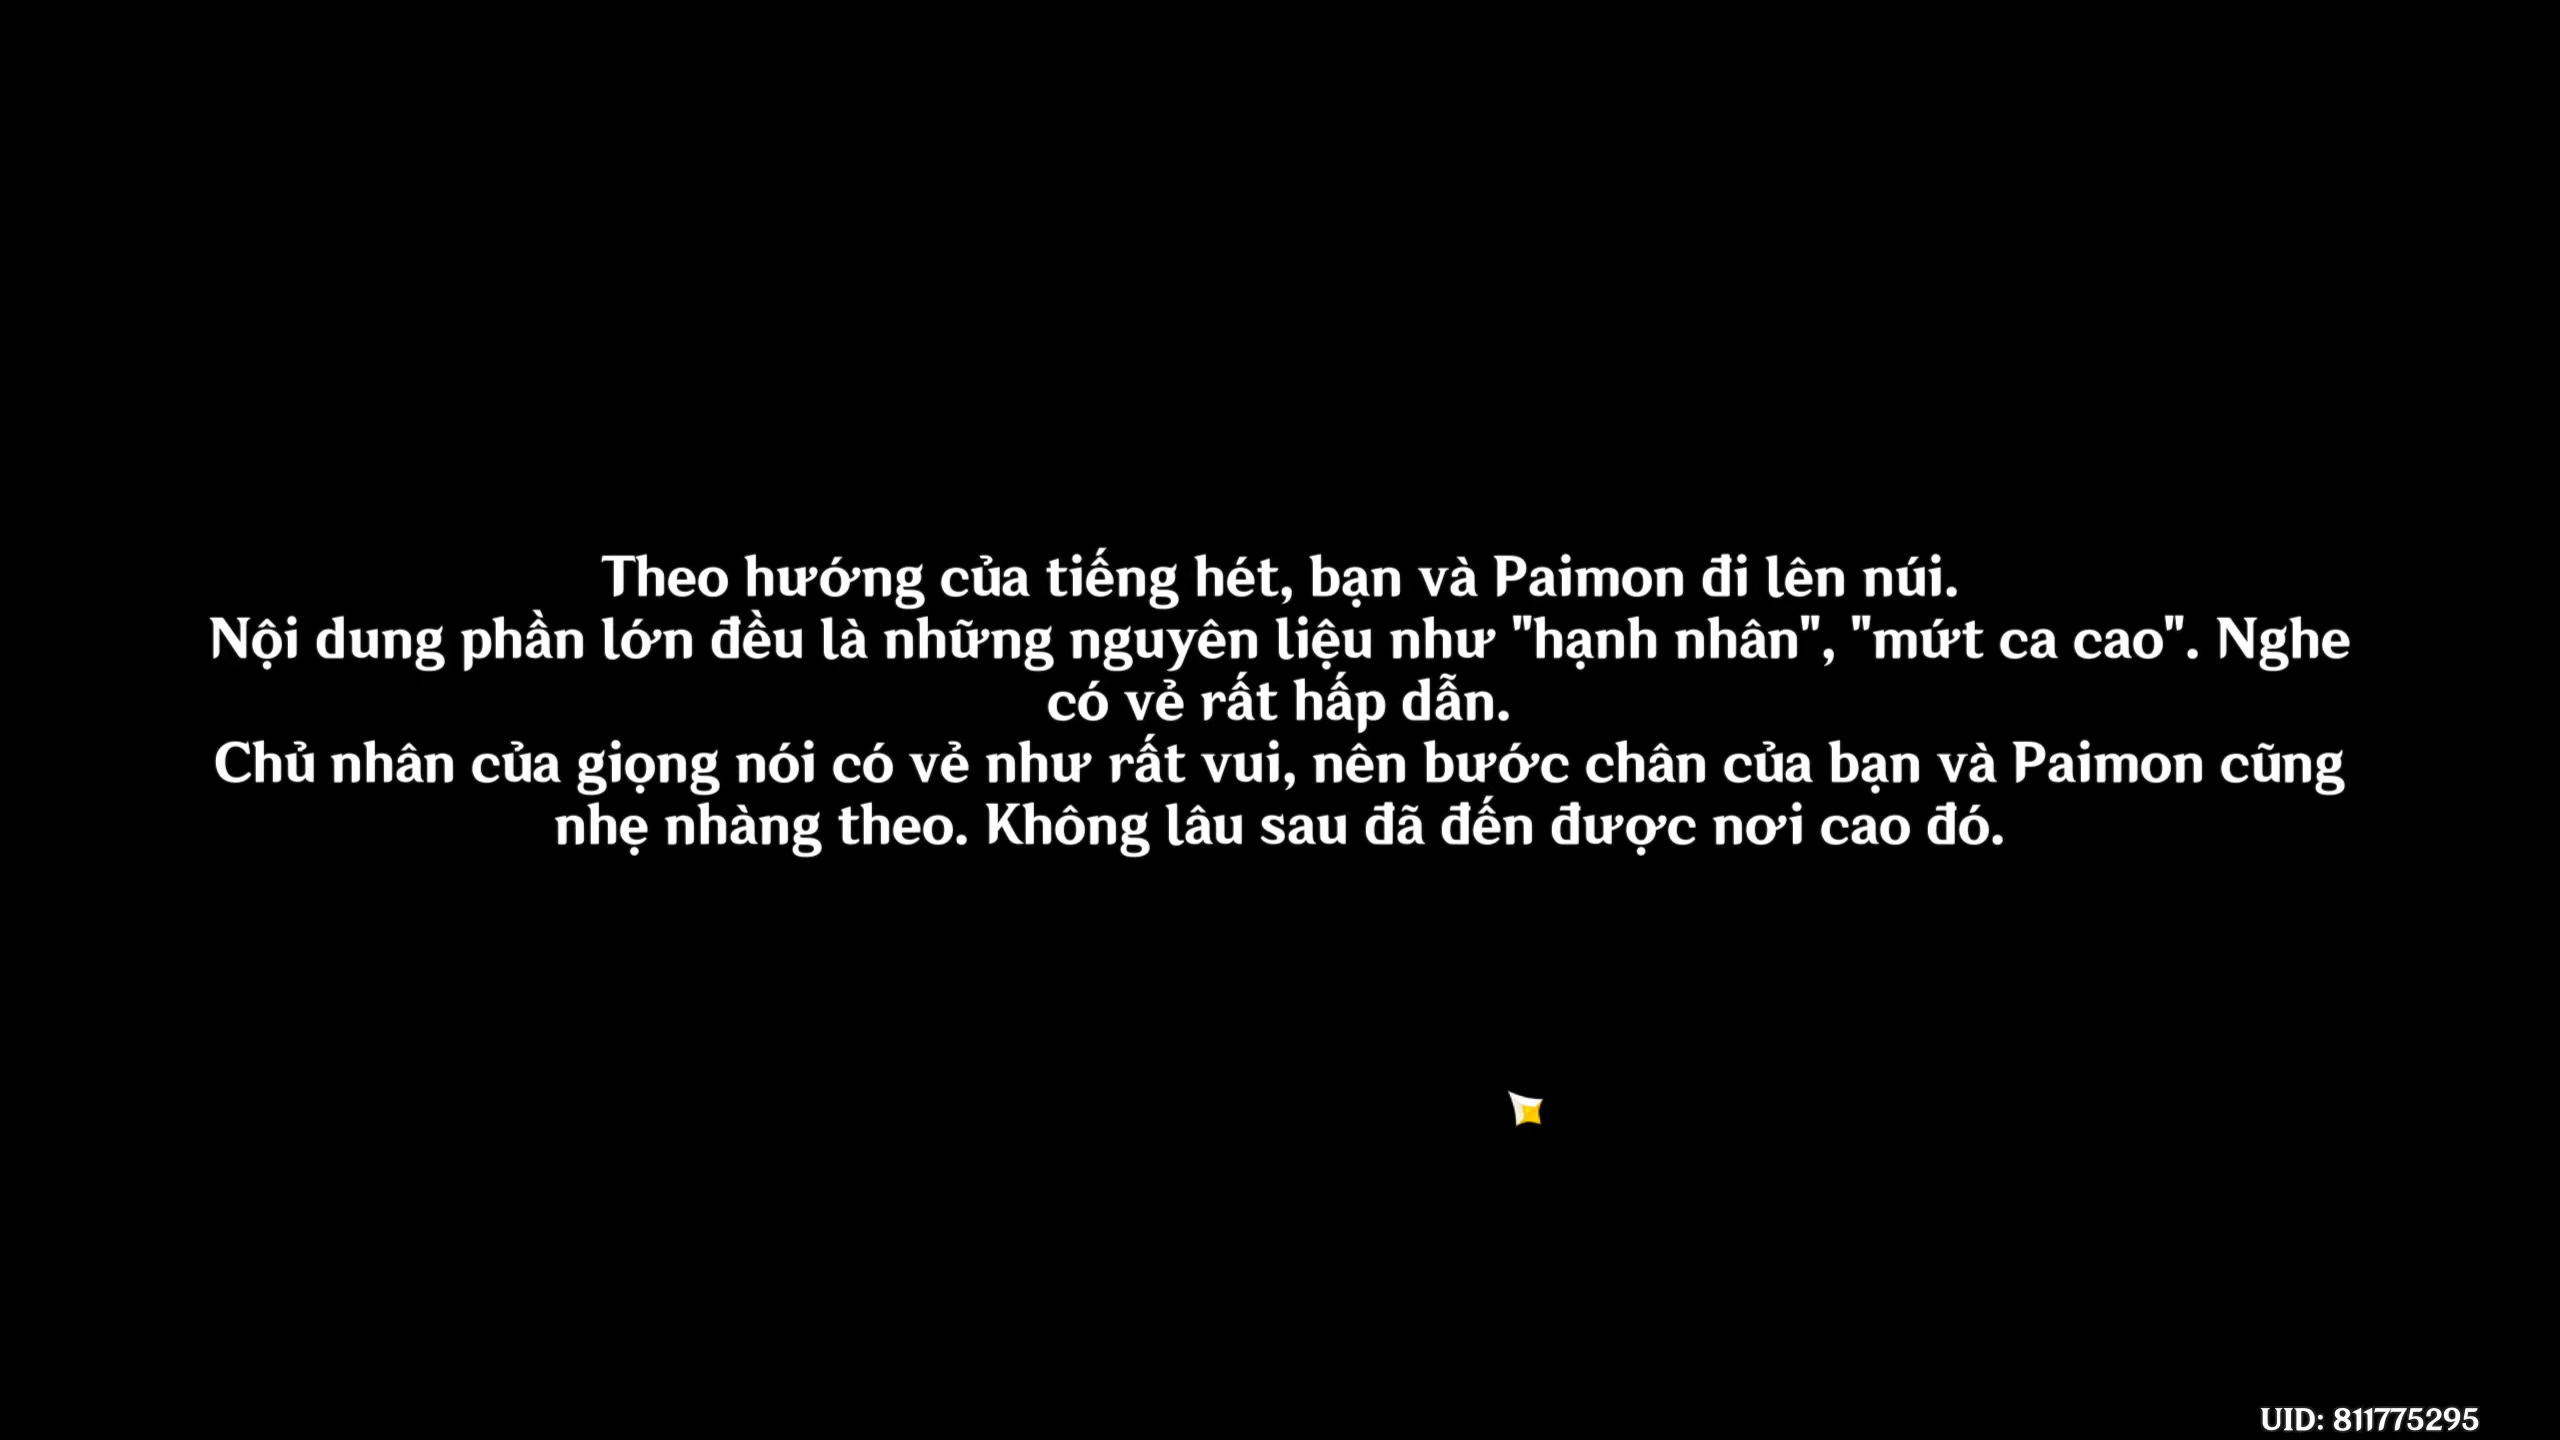 Theo hướng của tiếng hét, bạn và Paimon đi lên núi.
Nội dung phần lớn đều là những nguyên liệu như "hạnh nhân", "mứt ca cao". Nghe
có vẻ rất hấp dẫn.
Chủ nhân của giọng nói có vẻ như rất vui, nên bước chân của bạn và Paimon cũng
nhẹ nhàng theo. Không lâu sau đã đến được nơi cao đó.
UID: 811775295